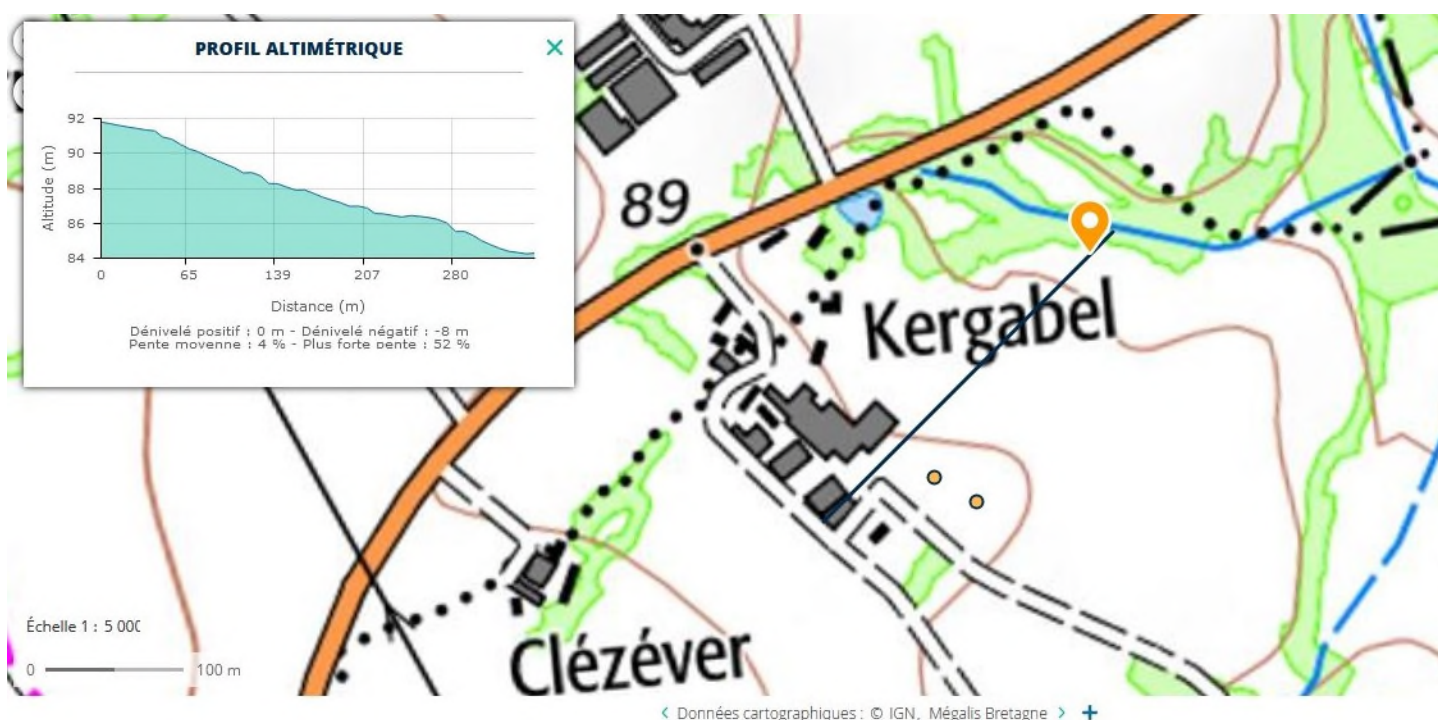 PROFIL ALTIMÉTRIQUE
Altitude (m)
92
90
88
86
84
0
65
139
207
280
Distance (m)
Dénivelé positif : 0 m - Dénivelé négatif : -8 m
Pente moyenne : 4 % - Plus forte pente : 52 %
89
Kergabel
Clézéver
Échelle 1 : 5 000
0
100 m
Données cartographiques : © IGN, Mégalis Bretagne